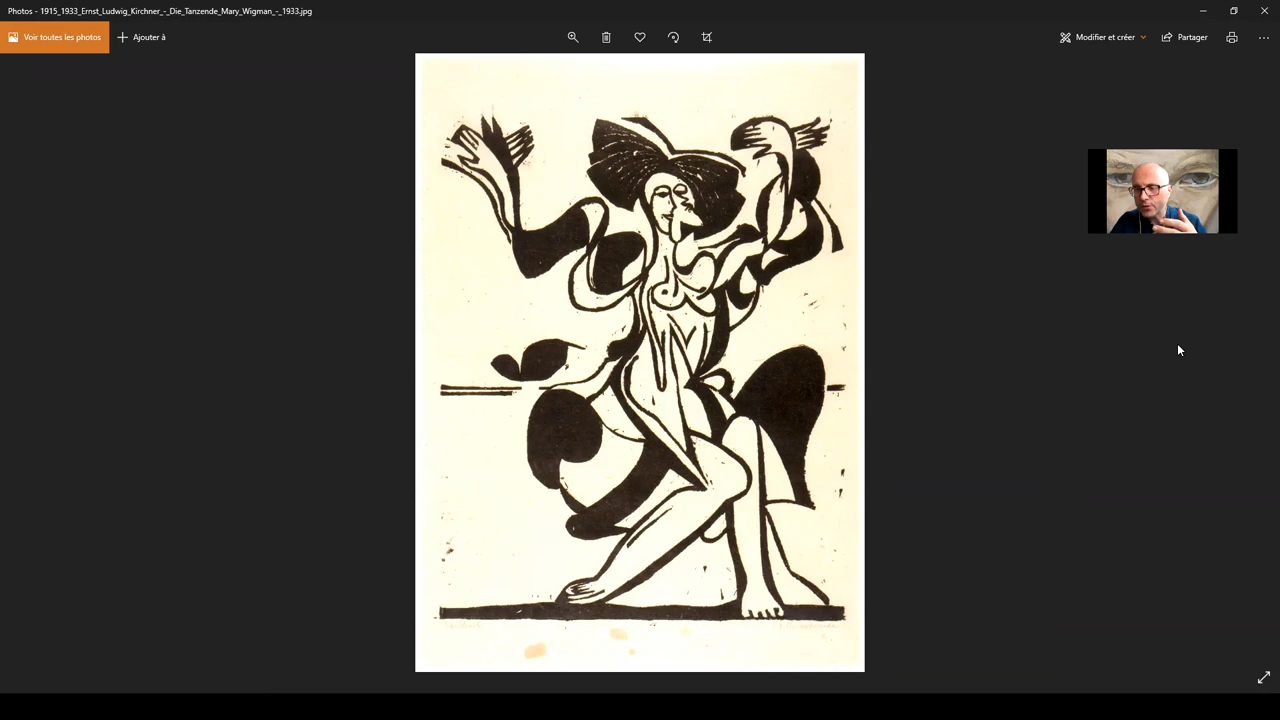 Photos - 1915_1933_Ernst_Ludwig_Kirchner_-_Die_Tanzende_Mary_Wigman_-_1933.jpg
Voir toutes les photos
Ajouter à
Modifier et créer
Partager